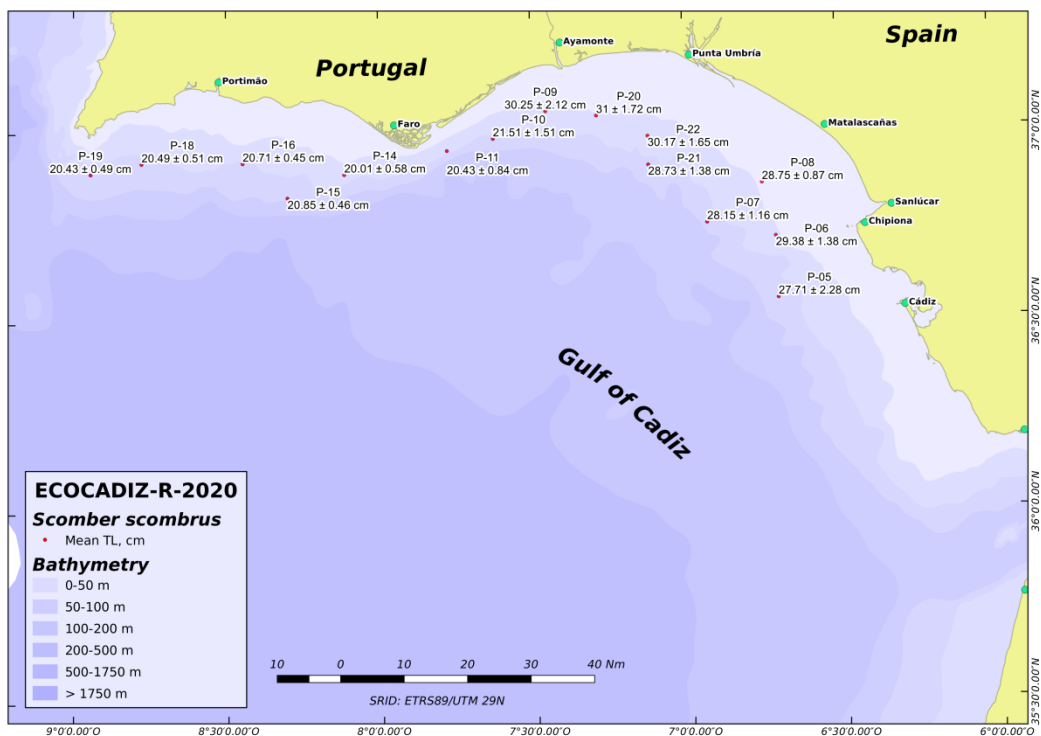 Spain
Portugal
Ayamonte
Punta Umbría
Portimão
Faro
Matalascañas
Sanlúcar
Chipiona
Cádiz
P-09
30.25 ± 2.12 cm
P-20
31 ± 1.72 cm
P-10
21.51 ± 1.51 cm
P-22
30.17 ± 1.65 cm
P-18
20.49 ± 0.51 cm
P-16
20.71 ± 0.45 cm
P-19
20.43 ± 0.49 cm
P-14
20.01 ± 0.58 cm
P-11
20.43 ± 0.84 cm
P-21
28.73 ± 1.38 cm
P-08
28.75 ± 0.87 cm
P-15
20.85 ± 0.46 cm
P-07
28.15 ± 1.16 cm
P-06
29.38 ± 1.38 cm
P-05
27.71 ± 2.28 cm
Gulf of Cadiz
37°0'0.00"N
36°30'0.00"N
36°0'0.00"N
35°30'0.00"N
ECOCADIZ-R-2020
Scomber scombrus
Mean TL, cm
Bathymetry
0-50 m
50-100 m
100-200 m
200-500 m
500-1750 m
> 1750 m
10 0 10 20 30 40 Nm
SRID: ETRS89/UTM 29N
9°0'0.00"O 8°30'0.00"O 8°0'0.00"O 7°30'0.00"O 7°0'0.00"O 6°30'0.00"O 6°0'0.00"O